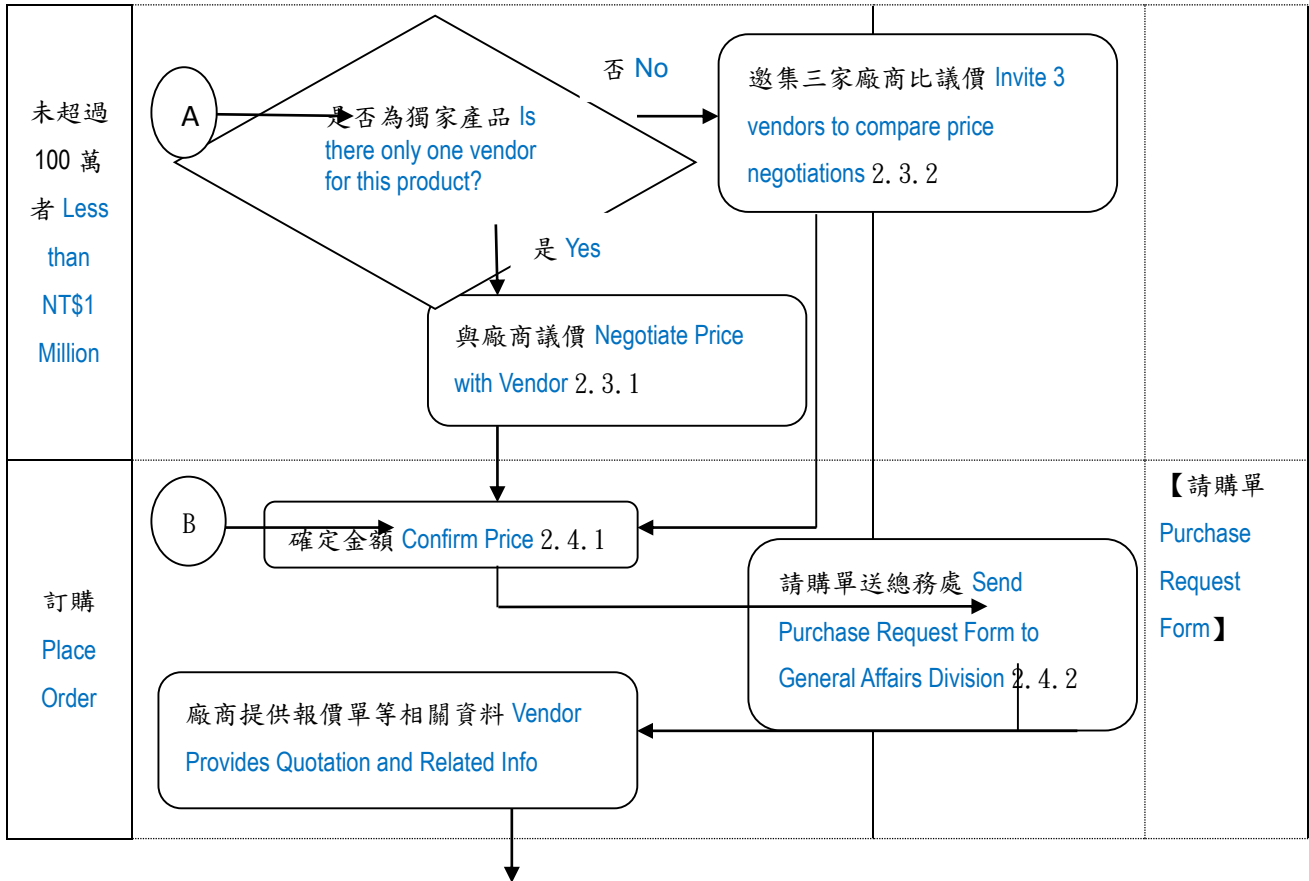 未超過
100 萬
者 Less
than
NT$1
Million
A
是否為獨家產品 Is
there only one vendor
for this product?
否 No
邀集三家廠商比議價 Invite 3
vendors to compare price
negotiations 2.3.2
是 Yes
與廠商議價 Negotiate Price
with Vendor 2.3.1
訂購
Place
Order
B
確定金額 Confirm Price 2.4.1
請購單送總務處 Send
Purchase Request Form to
General Affairs Division 2.4.2
【請購單
Purchase
Request
Form】
廠商提供報價單等相關資料 Vendor
Provides Quotation and Related Info